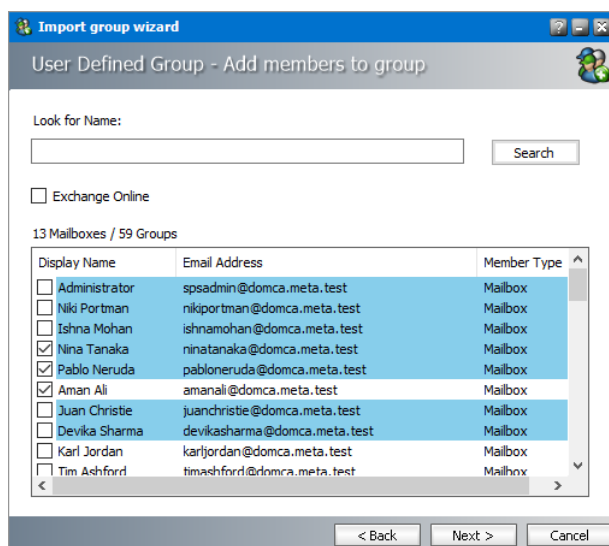 Import group wizard
User Defined Group - Add members to group
Look for Name:
Search
Exchange Online
13 Mailboxes / 59 Groups
Display Name Email Address Member Type
Administrator spsadmin@domca.meta.test Mailbox
Niki Portman nikiportman@domca.meta.test Mailbox
Ishna Mohan ishnamohan@domca.meta.test Mailbox
Nina Tanaka ninatanaka@domca.meta.test Mailbox
Pablo Neruda pabloneruda@domca.meta.test Mailbox
Aman Ali amanali@domca.meta.test Mailbox
Juan Christie juanchristie@domca.meta.test Mailbox
Devika Sharma devikasharma@domca.meta.test Mailbox
Karl Jordan karljordan@domca.meta.test Mailbox
Tim Ashford timashford@domca.meta.test Mailbox
< Back Next > Cancel